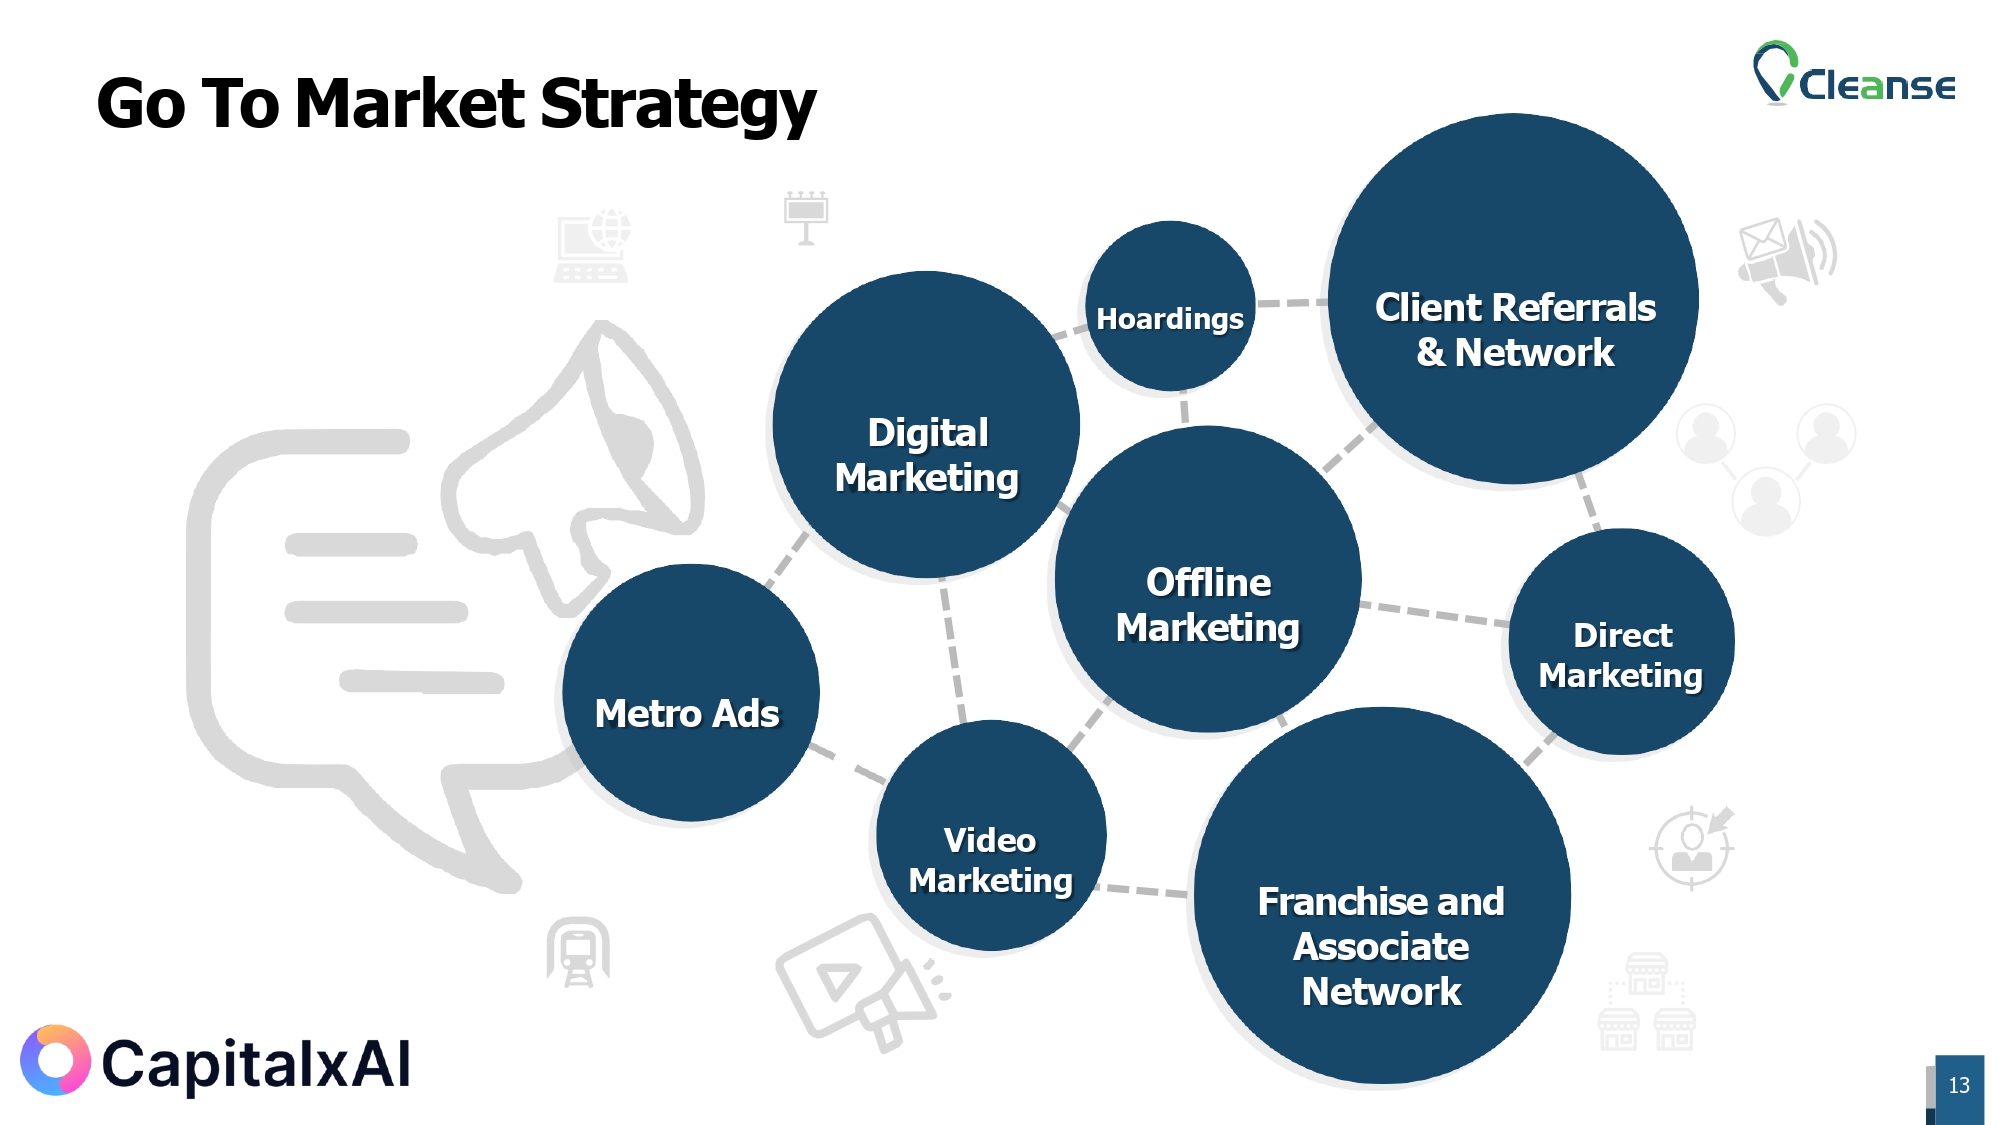 Go To Market Strategy
Cleanse
Hoardings
Client Referrals
& Network
Digital
Marketing
Offline
Marketing
Direct
Marketing
Metro Ads
Video
Marketing
Franchise and
Associate
Network
CapitalxAI
13